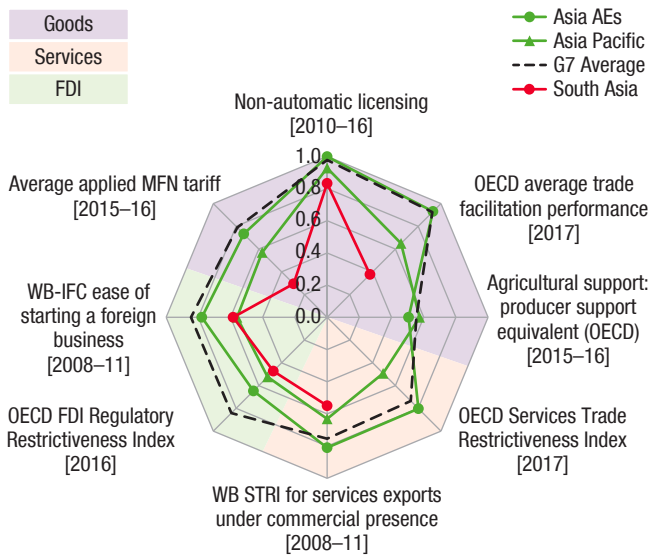 Goods
Services
FDI
Asia AEs
Asia Pacific
G7 Average
South Asia
Non-automatic licensing
[2010–16]
OECD average trade
facilitation performance
[2017]
Agricultural support:
producer support
equivalent (OECD)
[2015–16]
OECD Services Trade
Restrictiveness Index
[2017]
WB STRI for services exports
under commercial presence
[2008–11]
OECD FDI Regulatory
Restrictiveness Index
[2016]
WB-IFC ease of
starting a foreign
business
[2008–11]
Average applied MFN tariff
[2015–16]
1.0
0.8
0.6
0.4
0.2
0.0